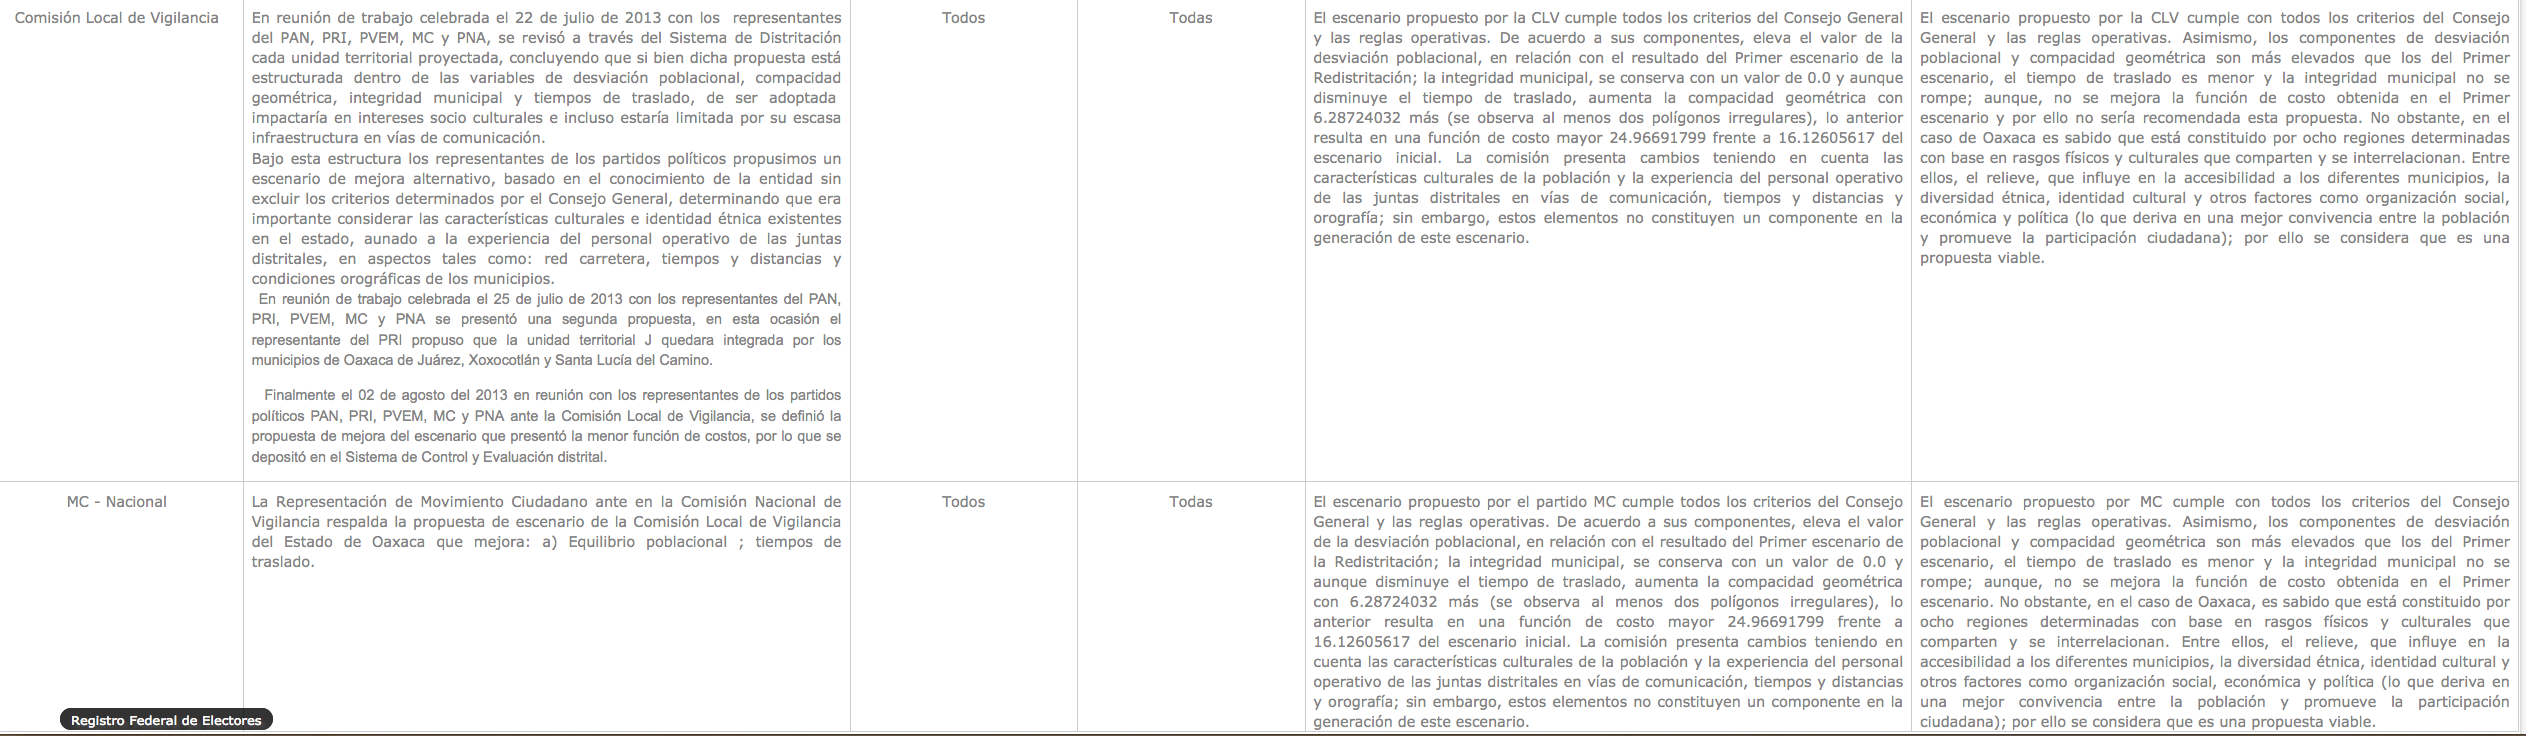 Comisión Local de Vigilancia
En reunión de trabajo celebrada el 22 de julio de 2013 con los representantes
del PAN, PRI, PVEM, MC y PNA, se revisó a través del Sistema de Distritación
cada unidad territorial proyectada, concluyendo que si bien dicha propuesta está
estructurada dentro de las variables de desviación poblacional, compacidad
geométrica, integridad municipal y tiempos de traslado, de ser adoptada
impactaría en intereses socio culturales e incluso estaría limitada por su escasa
infraestructura en vías de comunicación.
Bajo esta estructura los representantes de los partidos políticos propusimos un
escenario de mejora alternativo, basado en el conocimiento de la entidad sin
excluir los criterios determinados por el Consejo General, determinando que era
importante considerar las características culturales e identidad étnica existentes
en el estado, aunado a la experiencia del personal operativo de las juntas
distritales, en aspectos tales como: red carretera, tiempos y distancias y
condiciones orográficas de los municipios.
En reunión de trabajo celebrada el 25 de julio de 2013 con los representantes del PAN,
PRI, PVEM, MC y PNA se presentó una segunda propuesta, en esta ocasión el
representante del PRI propuso que la unidad territorial J quedara integrada por los
municipios de Oaxaca de Juárez, Xoxocotlán y Santa Lucía del Camino.
Finalmente el 02 de agosto del 2013 en reunión con los representantes de los partidos
políticos PAN, PRI, PVEM, MC y PNA ante la Comisión Local de Vigilancia, se definió la
propuesta de mejora del escenario que presentó la menor función de costos, por lo que se
depositó en el Sistema de Control y Evaluación distrital.
Todos
Todas
El escenario propuesto por la CLV cumple todos los criterios del Consejo General
y las reglas operativas. De acuerdo a sus componentes, eleva el valor de la
desviación poblacional, en relación con el resultado del Primer escenario de la
Redistritación; la integridad municipal, se conserva con un valor de 0.0 y aunque
disminuye el tiempo de traslado, aumenta la compacidad geométrica con
6.28724032 más (se observa al menos dos polígonos irregulares), lo anterior
resulta en una función de costo mayor 24.96691799 frente a 16.12605617 del
escenario inicial. La comisión presenta cambios teniendo en cuenta las
características culturales de la población y la experiencia del personal operativo
de las juntas distritales en vías de comunicación, tiempos y distancias y
orografía; sin embargo, estos elementos no constituyen un componente en la
generación de este escenario.
El escenario propuesto por la CLV cumple con todos los criterios del Consejo
General y las reglas operativas. Asimismo, los componentes de desviación
poblacional y compacidad geométrica son más elevados que los del Primer
escenario, el tiempo de traslado es menor y la integridad municipal no se
rompe; aunque, no se mejora la función de costo obtenida en el Primer
escenario y por ello no sería recomendada esta propuesta. No obstante, en el
caso de Oaxaca es sabido que está constituido por ocho regiones determinadas
con base en rasgos físicos y culturales que comparten y se interrelacionan. Entre
ellos, el relieve, que influye en la accesibilidad a los diferentes municipios, la
diversidad étnica, identidad cultural y otros factores como organización social,
económica y política (lo que deriva en una mejor convivencia entre la población
y promueve la participación ciudadana); por ello se considera que es una
propuesta viable.
MC - Nacional
La Representación de Movimiento Ciudadano ante en la Comisión Nacional de
Vigilancia respalda la propuesta de escenario de la Comisión Local de Vigilancia
del Estado de Oaxaca que mejora: a) Equilibrio poblacional ; tiempos de
traslado.
Todos
Todas
El escenario propuesto por el partido MC cumple todos los criterios del Consejo
General y las reglas operativas. De acuerdo a sus componentes, eleva el valor
de la desviación poblacional, en relación con el resultado del Primer escenario de
la Redistritación; la integridad municipal, se conserva con un valor de 0.0 y
aunque disminuye el tiempo de traslado, aumenta la compacidad geométrica
con 6.28724032 más (se observa al menos dos polígonos irregulares), lo
anterior resulta en una función de costo mayor 24.96691799 frente a
16.12605617 del escenario inicial. La comisión presenta cambios teniendo en
cuenta las características culturales de la población y la experiencia del personal
operativo de las juntas distritales en vías de comunicación, tiempos y distancias
y orografía; sin embargo, estos elementos no constituyen un componente en la
generación de este escenario.
El escenario propuesto por MC cumple con todos los criterios del Consejo
General y las reglas operativas. Asimismo, los componentes de desviación
poblacional y compacidad geométrica son más elevados que los del Primer
escenario, el tiempo de traslado es menor y la integridad municipal no se
rompe; aunque, no se mejora la función de costo obtenida en el Primer
escenario. No obstante, en el caso de Oaxaca, es sabido que está constituido por
ocho regiones determinadas con base en rasgos físicos y culturales que
comparten y se interrelacionan. Entre ellos, el relieve, que influye en la
accesibilidad a los diferentes municipios, la diversidad étnica, identidad cultural y
otros factores como organización social, económica y política (lo que deriva en
una mejor convivencia entre la población y promueve la participación
ciudadana); por ello se considera que es una propuesta viable.
Registro Federal de Electores